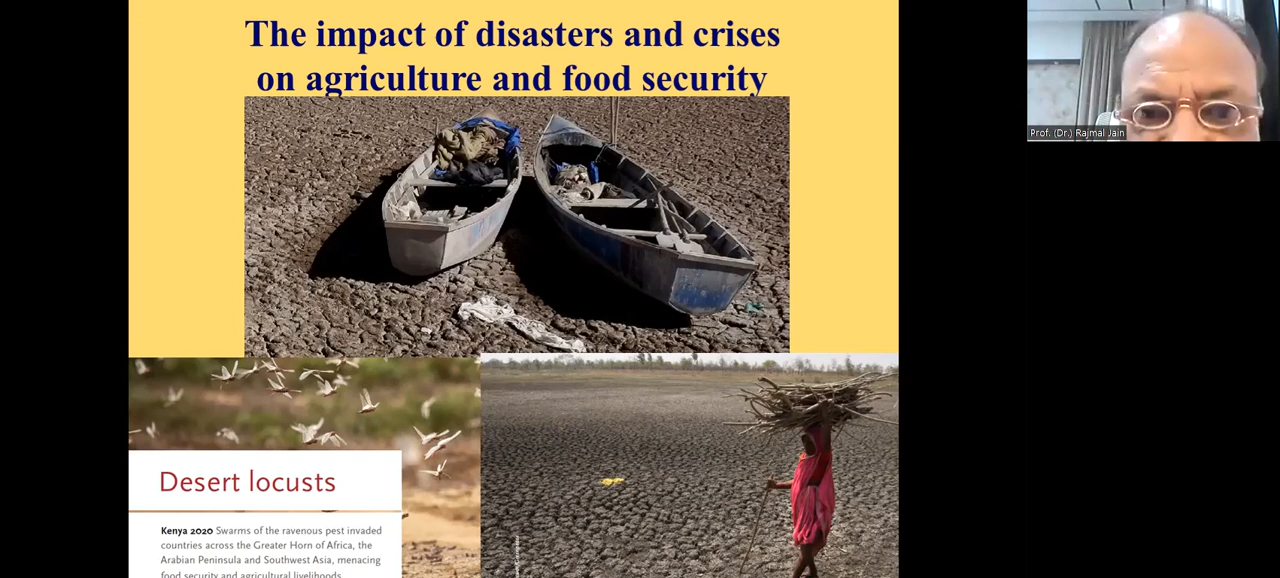 The impact of disasters and crises
on agriculture and food security
Prof. (Dr.) Rajmal Jain
Desert locusts
Kenya 2020 Swarms of the ravenous pest invaded
countries across the Greater Horn of Africa, the
Arabian Peninsula and Southwest Asia, menacing
food security and agricultural livelihoods